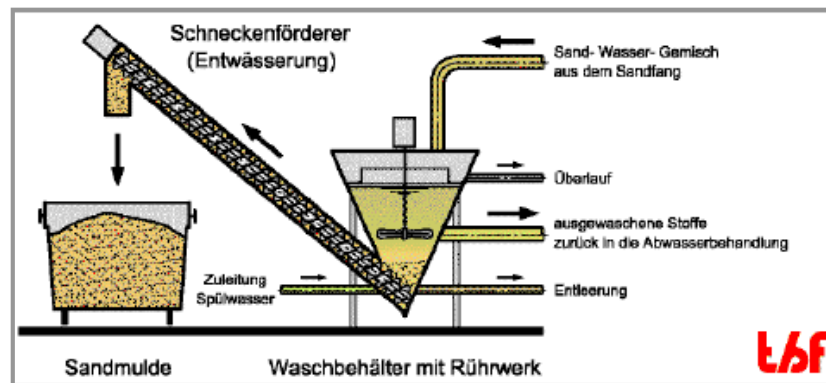 Schneckenförderer
(Entwässerung)
Sand- Wasser- Gemisch
aus dem Sandfang
Überlauf
ausgewaschene Stoffe
zurück in die Abwasserbehandlung
Zuleitung
Spülwasser
Entleerung
Sandmulde
Waschbehälter mit Rührwerk
tbf